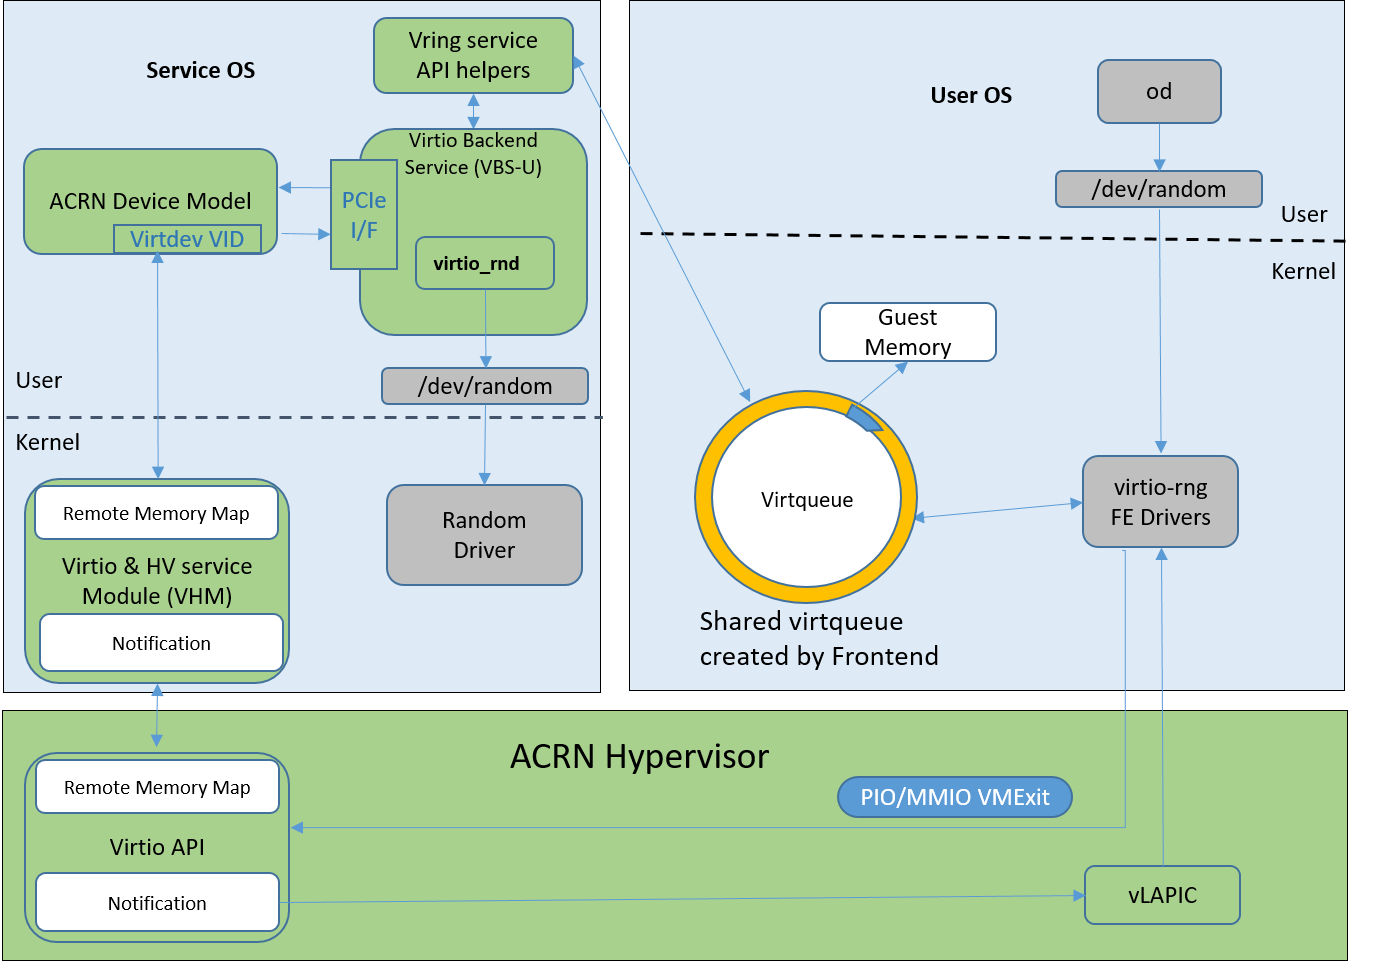 Service OS
Vring service
API helpers
Virtio Backend
Service (VBS-U)
ACRN Device Model
Virtdev VID
PCIe
I/F
virtio_rnd
/dev/random
User
Kernel
Remote Memory Map
Virtio & HV service
Module (VHM)
Notification
Random
Driver
User OS
od
/dev/random
User
Kernel
Guest
Memory
Virtqueue
virtio-rng
FE Drivers
Shared virtqueue
created by Frontend
ACRN Hypervisor
Remote Memory Map
Virtio API
Notification
PIO/MMIO VMExit
vLAPIC